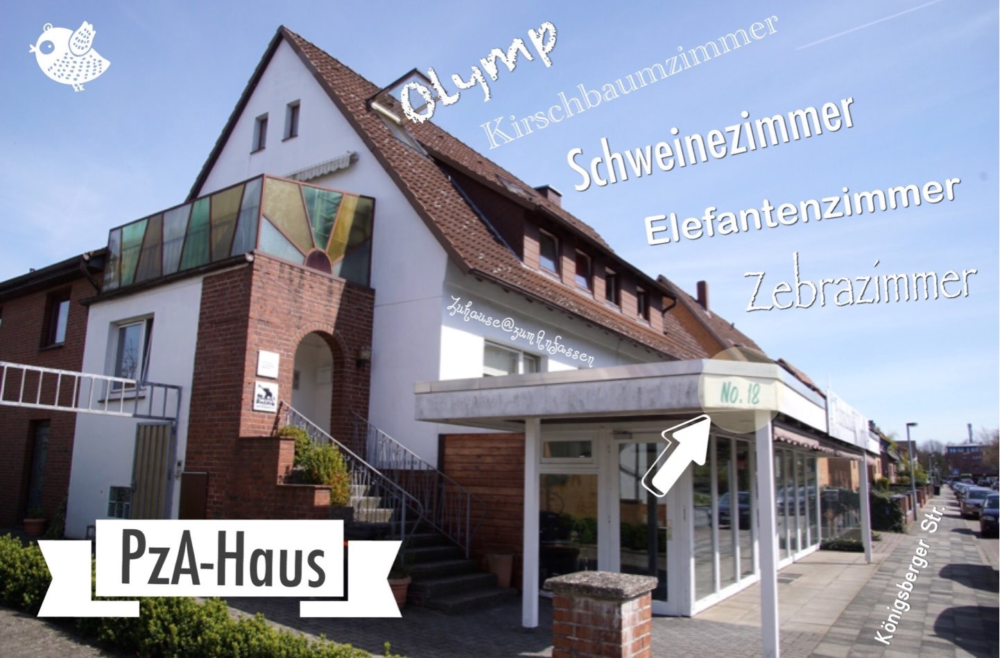 Olymp
Kirschbaumzimmer
Schweinezimmer
Elefantenzimmer
Zebrazimmer
Zuhause@zumAnfassen
No. 18
PzA-Haus
Königsberger Str.